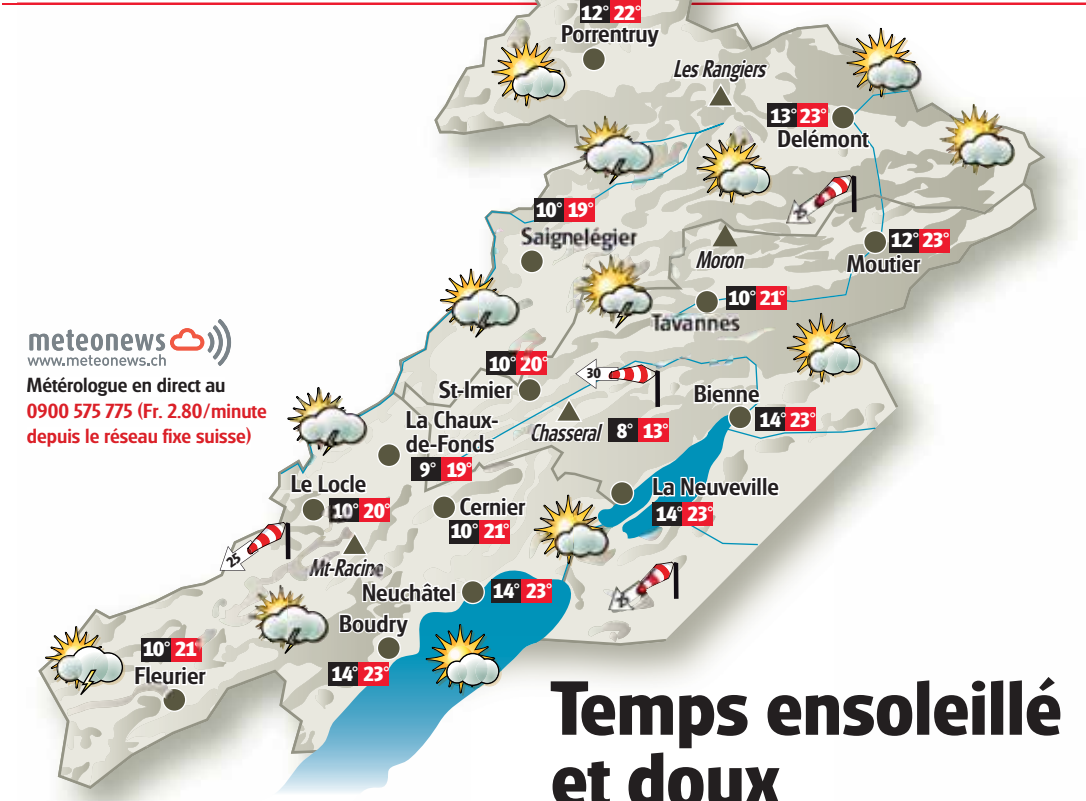 12° 22°
Porrentruy
Les Rangiers
13° 23°
Delémont
10° 19°
Saignelégier
12° 23°
Moron
Moutier
10° 21°
Tavannes
meteonews
www.meteonews.ch
Météorologue en direct au
0900 575 775 (Fr. 2.80/minute
depuis le réseau fixe suisse)
10° 20°
St-Imier
30
Bienne
14° 23°
Chasseral
8° 13°
La Chaux-
de-Fonds
9° 19°
Le Locle
10° 20°
Cernier
10° 21°
La Neuveville
14° 23°
25
Mt-Racine
Neuchâtel
14° 23°
Boudry
14° 23°
10° 21
Fleurier
Temps ensoleillé
et doux